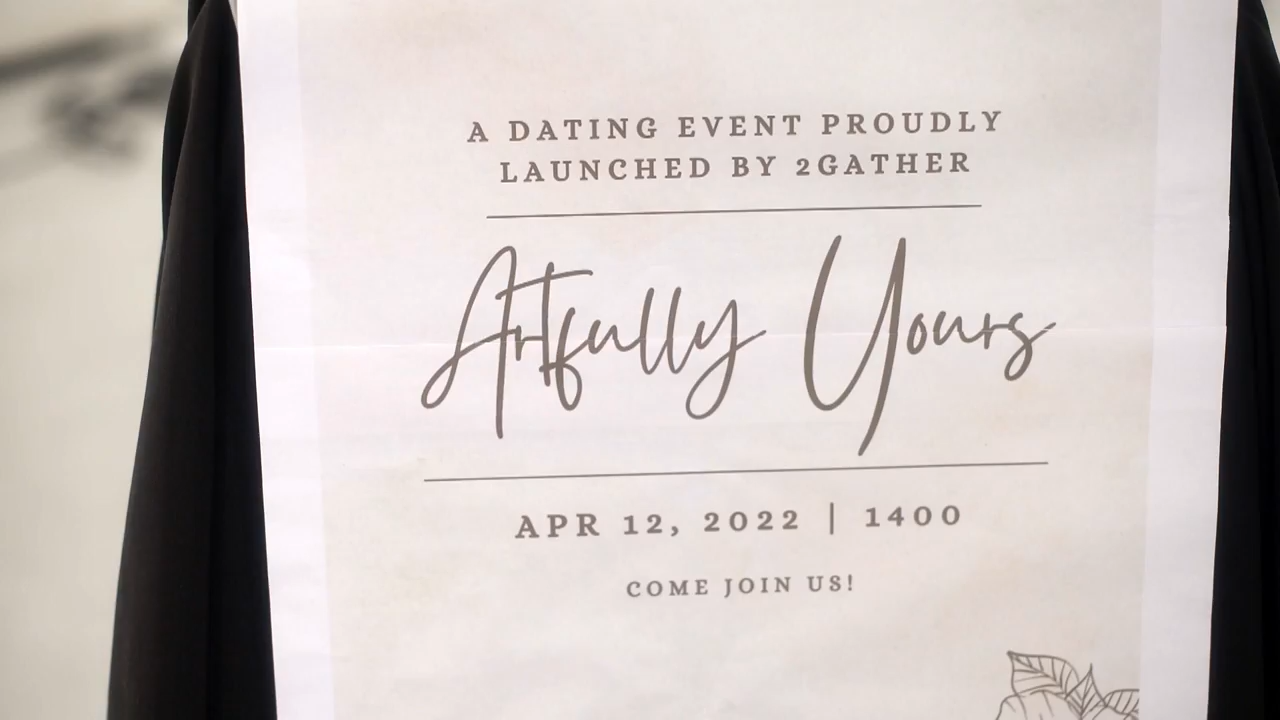 A DATING EVENT PROUDLY
LAUNCHED BY 2GATHER
Artfully Yours
APR 12, 2022 | 1400
COME JOIN US!